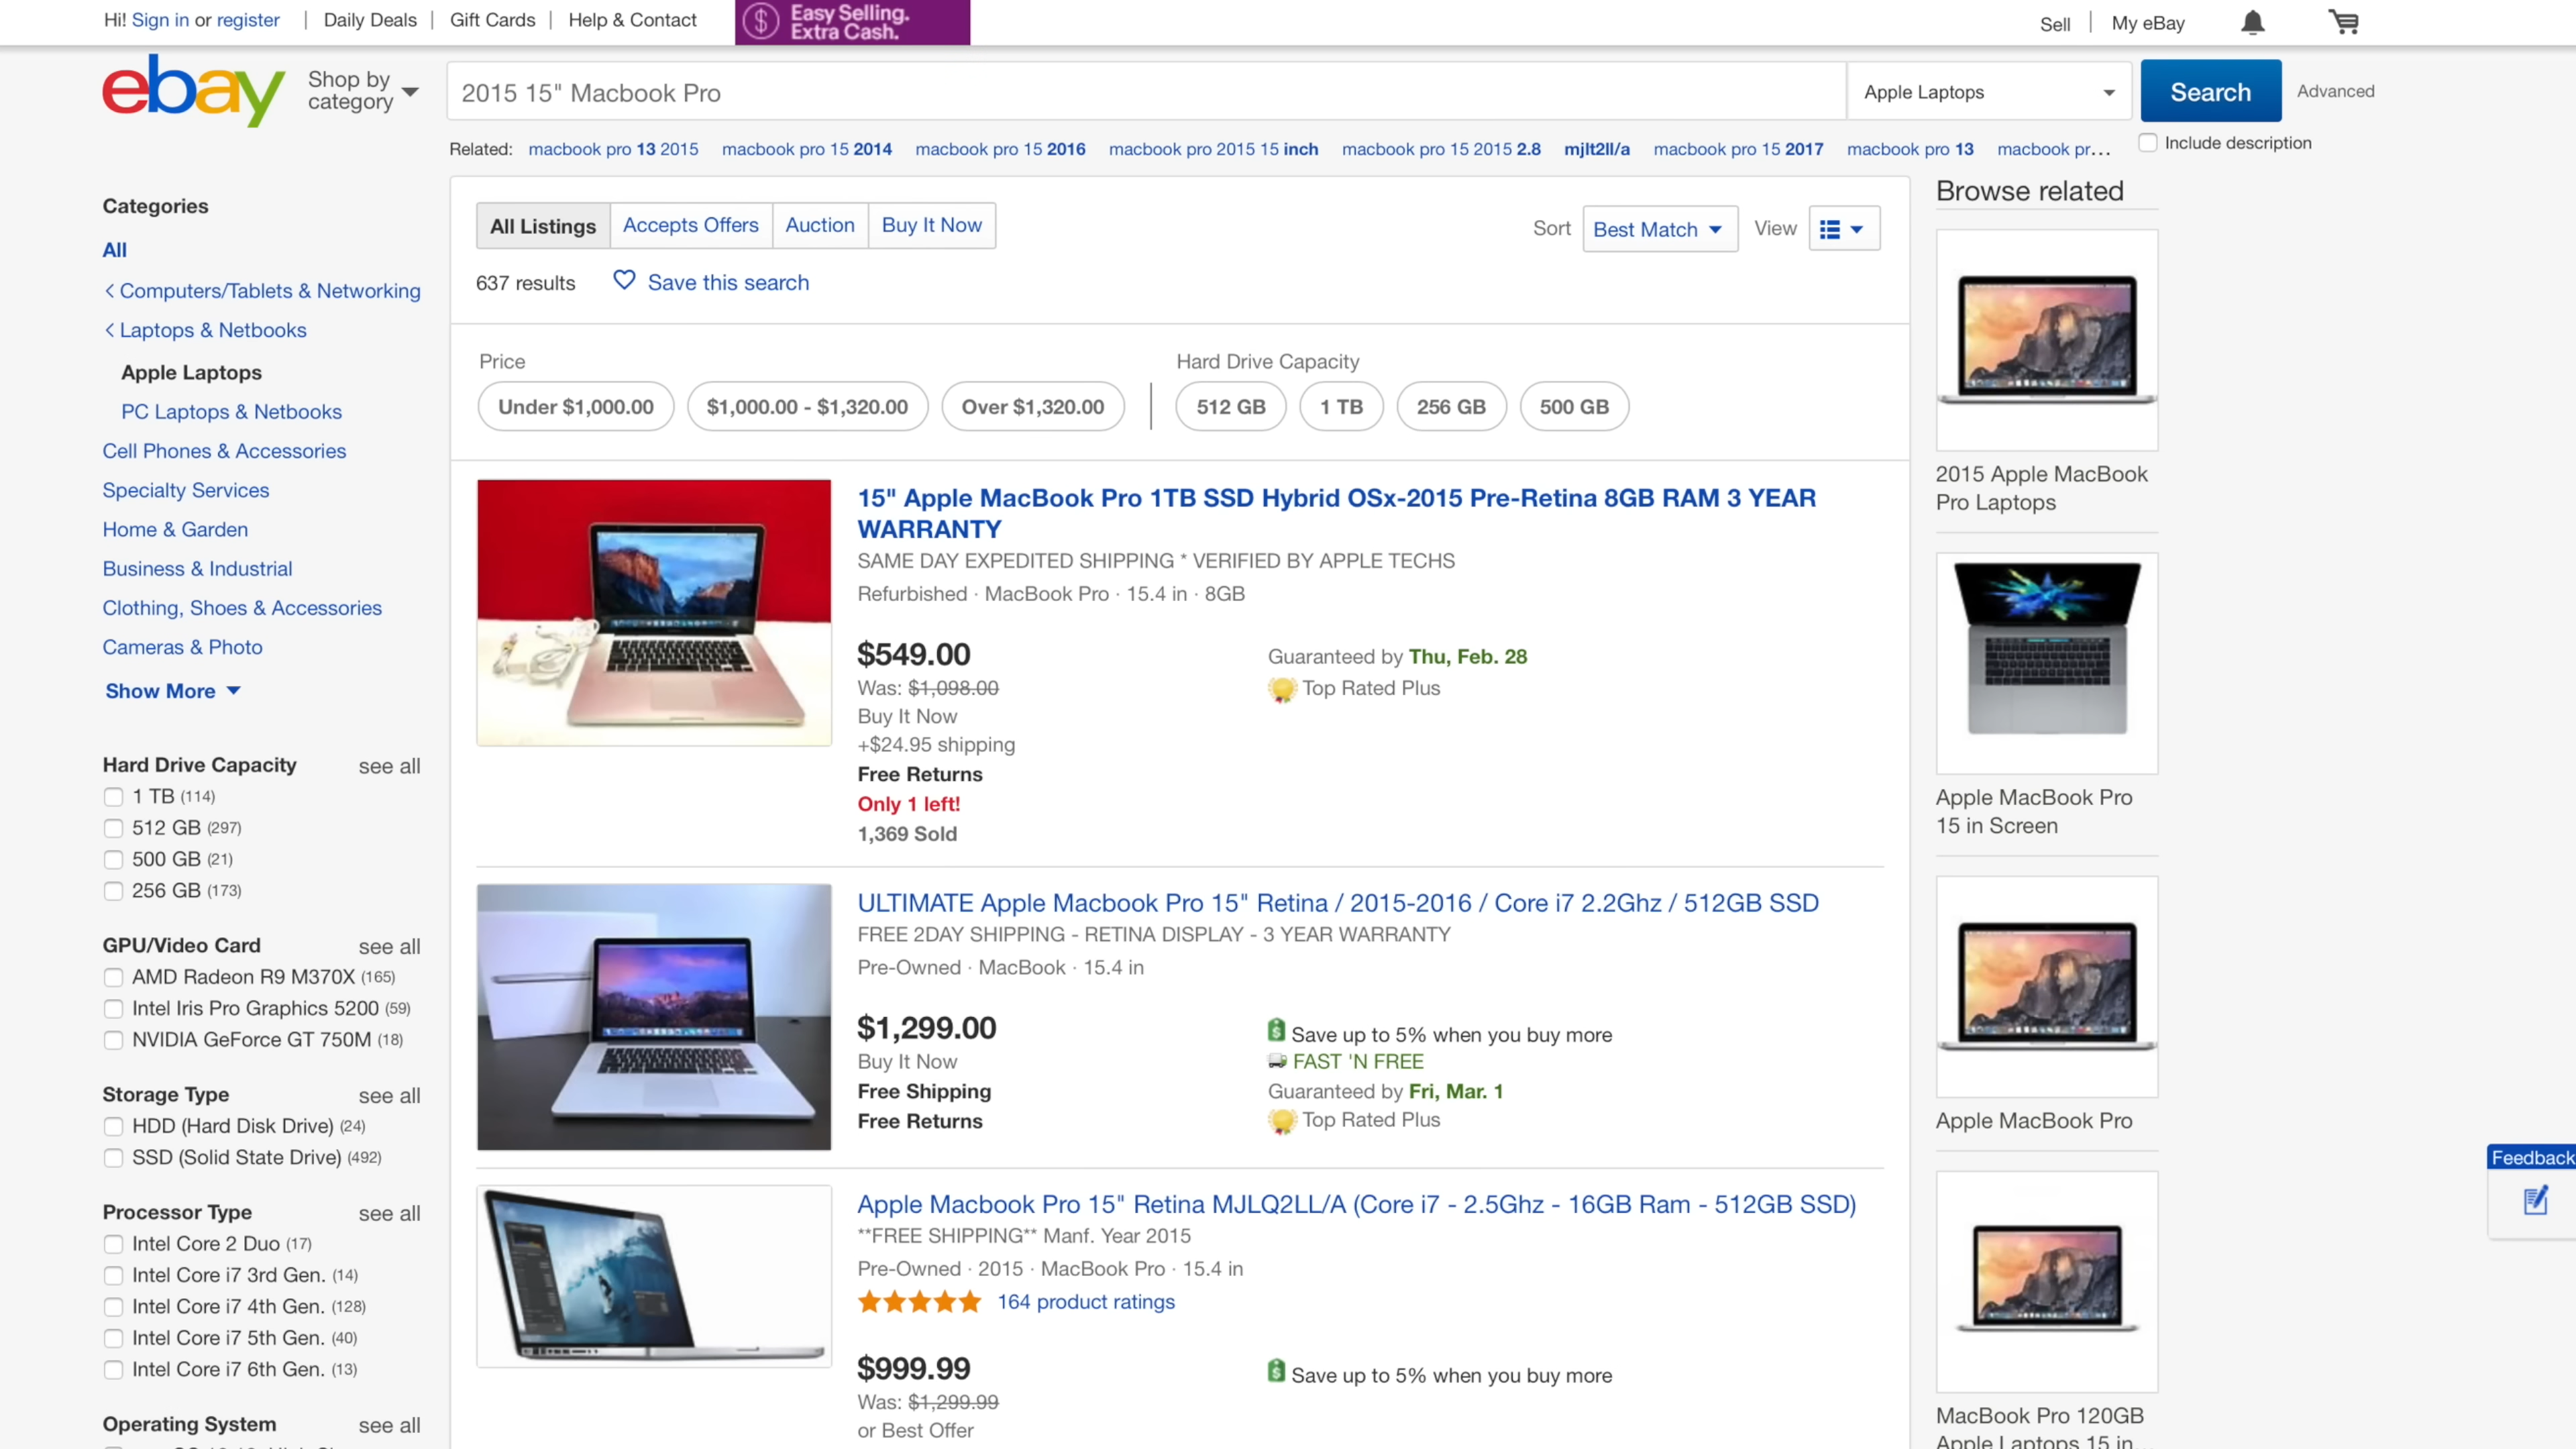 Hi! Sign in or register | Daily Deals | Gift Cards | Help & Contact
Easy Selling.
Extra Cash.
Sell | My eBay
ebay
Shop by
category
2015 15" Macbook Pro
Apple Laptops
Search
Advanced
Related: macbook pro 13 2015 macbook pro 15 2014 macbook pro 15 2016 macbook pro 2015 15 inch macbook pro 15 2015 2.8 mjlt2ll/a macbook pro 15 2017 macbook pro 13 macbook pr...
Include description
Categories
All
Computers/Tablets & Networking
Laptops & Netbooks
Apple Laptops
PC Laptops & Netbooks
Cell Phones & Accessories
Specialty Services
Home & Garden
Business & Industrial
Clothing, Shoes & Accessories
Cameras & Photo
Show More
Hard Drive Capacity see all
1 TB (114)
512 GB (297)
500 GB (21)
256 GB (173)
GPU/Video Card see all
AMD Radeon R9 M370X (165)
Intel Iris Pro Graphics 5200 (59)
NVIDIA GeForce GT 750M (18)
Storage Type see all
HDD (Hard Disk Drive) (24)
SSD (Solid State Drive) (492)
Processor Type see all
Intel Core 2 Duo (17)
Intel Core i7 3rd Gen. (14)
Intel Core i7 4th Gen. (128)
Intel Core i7 5th Gen. (40)
Intel Core i7 6th Gen. (13)
Operating System see all
All Listings Accepts Offers Auction Buy It Now
Sort Best Match View
637 results Save this search
Price
Under $1,000.00 $1,000.00 - $1,320.00 Over $1,320.00
Hard Drive Capacity
512 GB 1 TB 256 GB 500 GB
15" Apple MacBook Pro 1TB SSD Hybrid OSx-2015 Pre-Retina 8GB RAM 3 YEAR
WARRANTY
SAME DAY EXPEDITED SHIPPING * VERIFIED BY APPLE TECHS
Refurbished · MacBook Pro · 15.4 in · 8GB
$549.00
Was: $1,098.00
Buy It Now
+$24.95 shipping
Free Returns
Only 1 left!
1,369 Sold
Guaranteed by Thu, Feb. 28
Top Rated Plus
ULTIMATE Apple Macbook Pro 15" Retina / 2015-2016 / Core i7 2.2Ghz / 512GB SSD
FREE 2DAY SHIPPING - RETINA DISPLAY - 3 YEAR WARRANTY
Pre-Owned · MacBook · 15.4 in
$1,299.00
Buy It Now
Free Shipping
Free Returns
Save up to 5% when you buy more
FAST 'N FREE
Guaranteed by Fri, Mar. 1
Top Rated Plus
Apple Macbook Pro 15" Retina MJLQ2LL/A (Core i7 - 2.5Ghz - 16GB Ram - 512GB SSD)
**FREE SHIPPING** Manf. Year 2015
Pre-Owned · 2015 · MacBook Pro · 15.4 in
164 product ratings
$999.99
Was: $1,299.99
or Best Offer
Save up to 5% when you buy more
Browse related
2015 Apple MacBook
Pro Laptops
Apple MacBook Pro
15 in Screen
Apple MacBook Pro
MacBook Pro 120GB
Apple Laptops 15 in...
Feedback